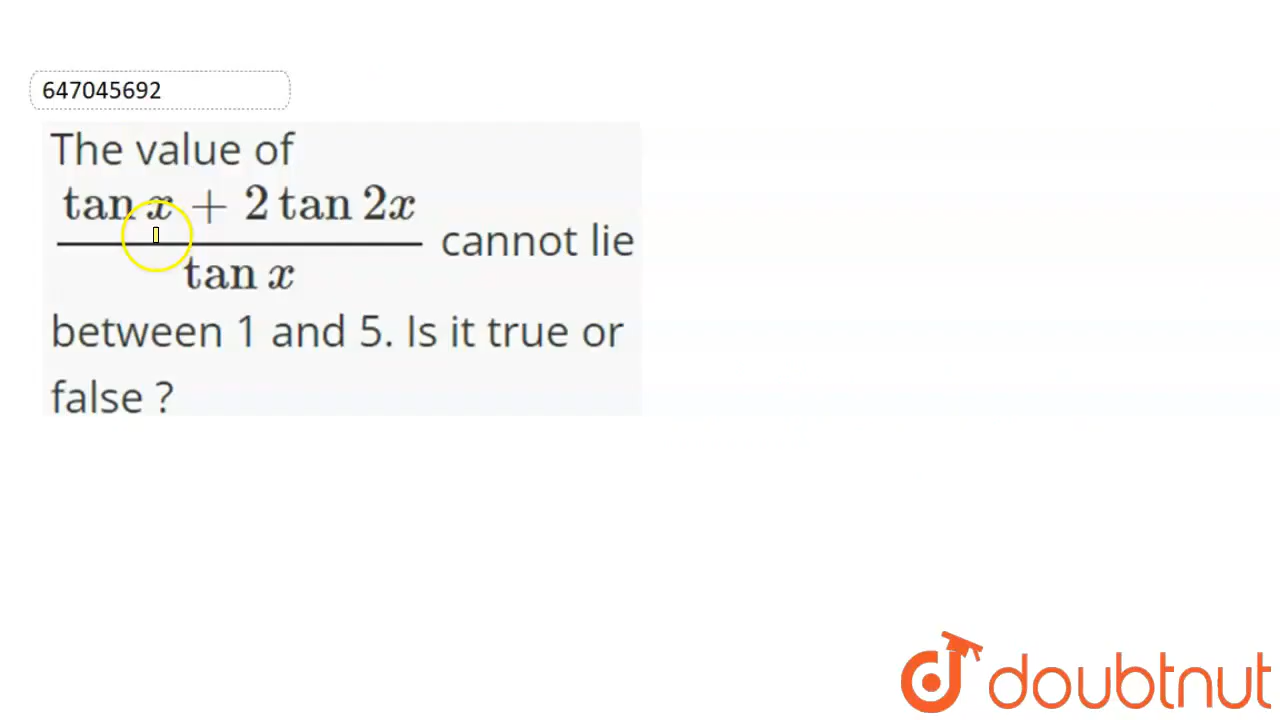 647045692
The value of
tan x + 2 tan 2x
tan x
cannot lie
between 1 and 5. Is it true or
false ?
doubtnut